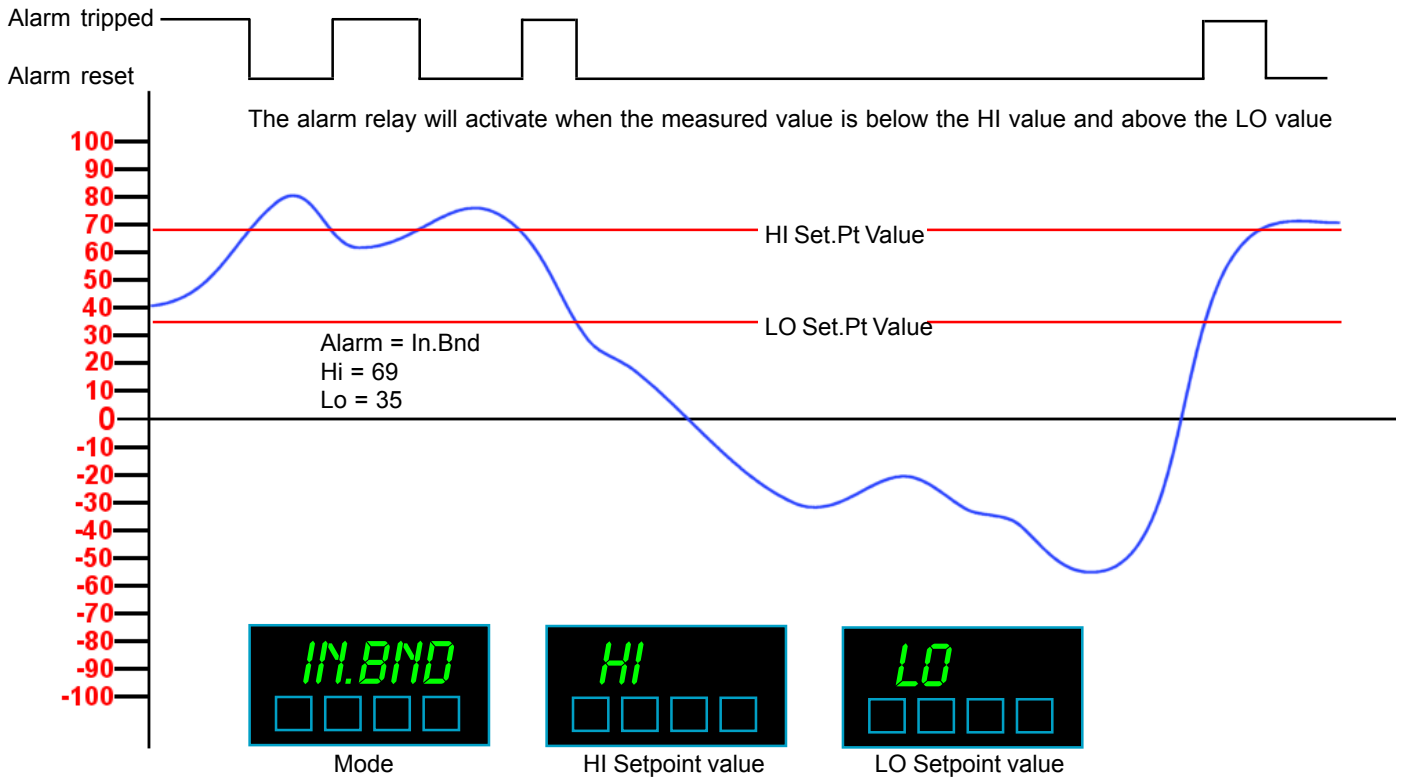 Alarm tripped
Alarm reset
The alarm relay will activate when the measured value is below the HI value and above the LO value
100
90
80
70
60
50
40
30
20
10
0
-10
-20
-30
-40
-50
-60
-70
-80
-90
-100
HI Set.Pt Value
LO Set.Pt Value
Alarm = In.Bnd
Hi = 69
Lo = 35
IN.BND
HI
LO
Mode
HI Setpoint value
LO Setpoint value